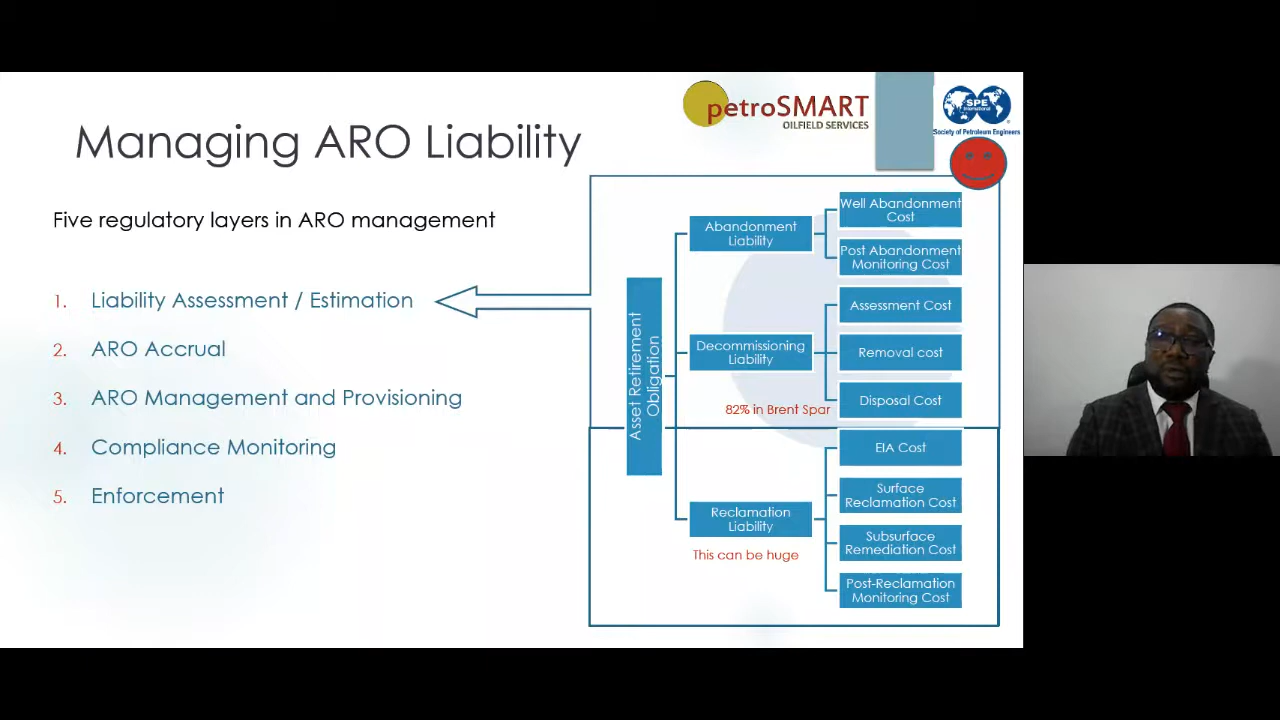 petroSMART
OILFIELD SERVICES
SPE
International
Society of Petroleum Engineers
Managing ARO Liability
Five regulatory layers in ARO management
1. Liability Assessment / Estimation
2. ARO Accrual
3. ARO Management and Provisioning
4. Compliance Monitoring
5. Enforcement
Asset Retirement
Obligation
Abandonment
Liability
Well Abandonment
Cost
Post Abandonment
Monitoring Cost
Decommissioning
Liability
82% in Brent Spar
Assessment Cost
Removal cost
Disposal Cost
Reclamation
Liability
This can be huge
EIA Cost
Surface
Reclamation Cost
Subsurface
Remediation Cost
Post-Reclamation
Monitoring Cost